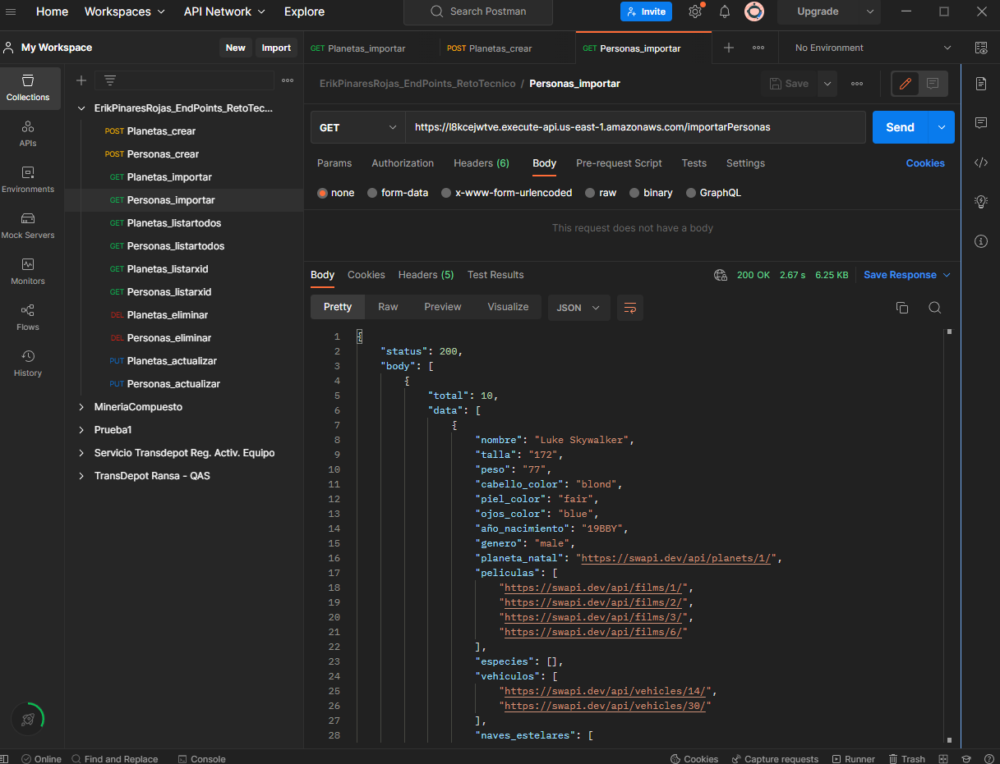 Home Workspaces API Network Explore Search Postman Invite Upgrade
My Workspace New Import GET Planetas_importar POST Planetas_crear GET Personas_importar No Environment
Collections
APIs
Environments
Mock Servers
Monitors
Flows
History
ErikPinaresRojas_EndPoints_RetoTec...
POST Planetas_crear
POST Personas_crear
GET Planetas_importar
GET Personas_importar
GET Planetas_listartodos
GET Personas_listartodos
GET Planetas_listarxid
GET Personas_listarxid
DEL Planetas_eliminar
DEL Personas_eliminar
PUT Planetas_actualizar
PUT Personas_actualizar
MineriaCompuesto
Prueba1
Servicio Transdepot Reg. Activ. Equipo
TransDepot Ransa - QAS
ErikPinaresRojas_EndPoints_RetoTecnico / Personas_importar Save
GET https://l8kcejwtve.execute-api.us-east-1.amazonaws.com/importarPersonas Send
Params Authorization Headers (6) Body Pre-request Script Tests Settings Cookies
none form-data x-www-form-urlencoded raw binary GraphQL
This request does not have a body
Body Cookies Headers (5) Test Results 200 OK 2.67 s 6.25 KB Save Response
Pretty Raw Preview Visualize JSON
1 {
2 "status": 200,
3 "body": [
4 {
5 "total": 10,
6 "data": [
7 {
8 "nombre": "Luke Skywalker",
9 "talla": "172",
10 "peso": "77",
11 "cabello_color": "blond",
12 "piel_color": "fair",
13 "ojos_color": "blue",
14 "año_nacimiento": "19BBY",
15 "genero": "male",
16 "planeta_natal": "https://swapi.dev/api/planets/1/",
17 "peliculas": [
18 "https://swapi.dev/api/films/1/",
19 "https://swapi.dev/api/films/2/",
20 "https://swapi.dev/api/films/3/",
21 "https://swapi.dev/api/films/6/"
22 ],
23 "especies": [],
24 "vehiculos": [
25 "https://swapi.dev/api/vehicles/14/",
26 "https://swapi.dev/api/vehicles/30/"
27 ],
28 "naves_estelares": [
Online Find and Replace Console Cookies Capture requests Runner Trash